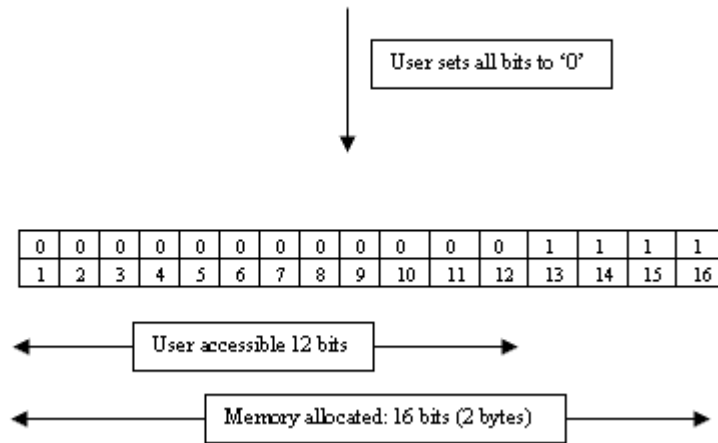 User sets all bits to ‘0’
0 0 0 0 0 0 0 0 0 0 0 0 1 1 1 1
1 2 3 4 5 6 7 8 9 10 11 12 13 14 15 16
User accessible 12 bits
Memory allocated: 16 bits (2 bytes)